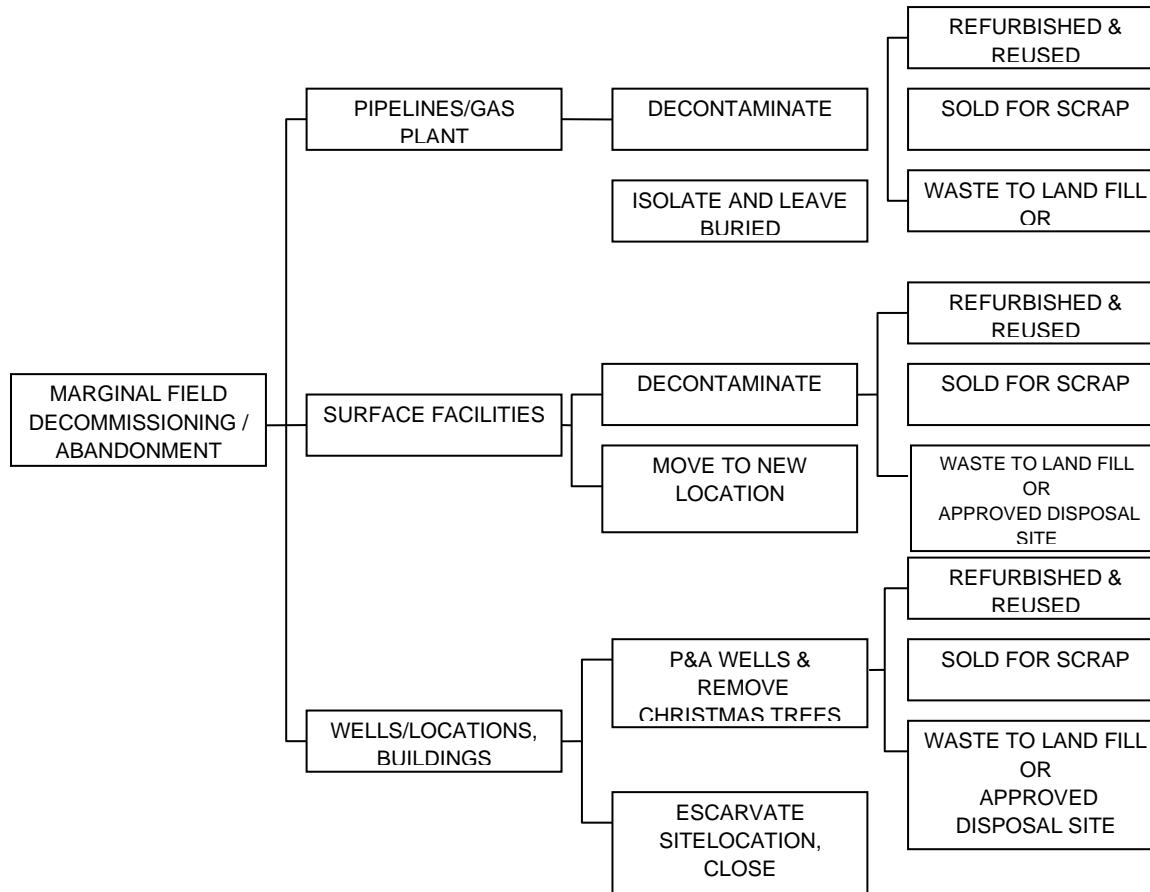 MARGINAL FIELD
DECOMMISSIONING /
ABANDONMENT
PIPELINES/GAS
PLANT
DECONTAMINATE
ISOLATE AND LEAVE
BURIED
REFURBISHED &
REUSED
SOLD FOR SCRAP
WASTE TO LAND FILL
OR
SURFACE FACILITIES
DECONTAMINATE
MOVE TO NEW
LOCATION
REFURBISHED &
REUSED
SOLD FOR SCRAP
WASTE TO LAND FILL
OR
APPROVED DISPOSAL
SITE
WELLS/LOCATIONS,
BUILDINGS
P&A WELLS &
REMOVE
CHRISTMAS TREES
ESCARVATE
SITELOCATION,
CLOSE
REFURBISHED &
REUSED
SOLD FOR SCRAP
WASTE TO LAND FILL
OR
APPROVED
DISPOSAL SITE